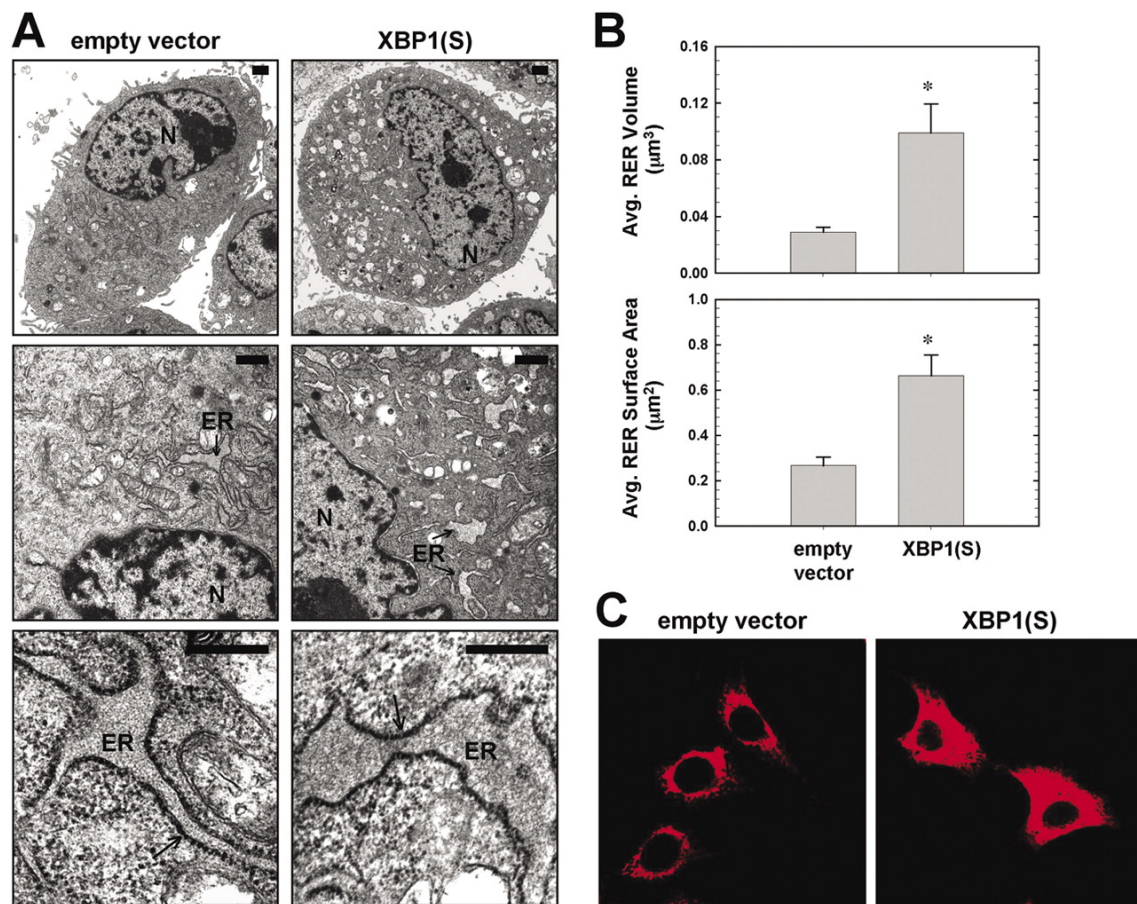 A
empty vector
XBP1(S)
N
N
ER
N
N
ER
ER
ER
B
Avg. RER Volume
(μm³)
0.16
0.12
0.08
0.04
0.00
*
Avg. RER Surface Area
(μm²)
1.0
0.8
0.6
0.4
0.2
0.0
*
empty
vector
XBP1(S)
C
empty vector
XBP1(S)